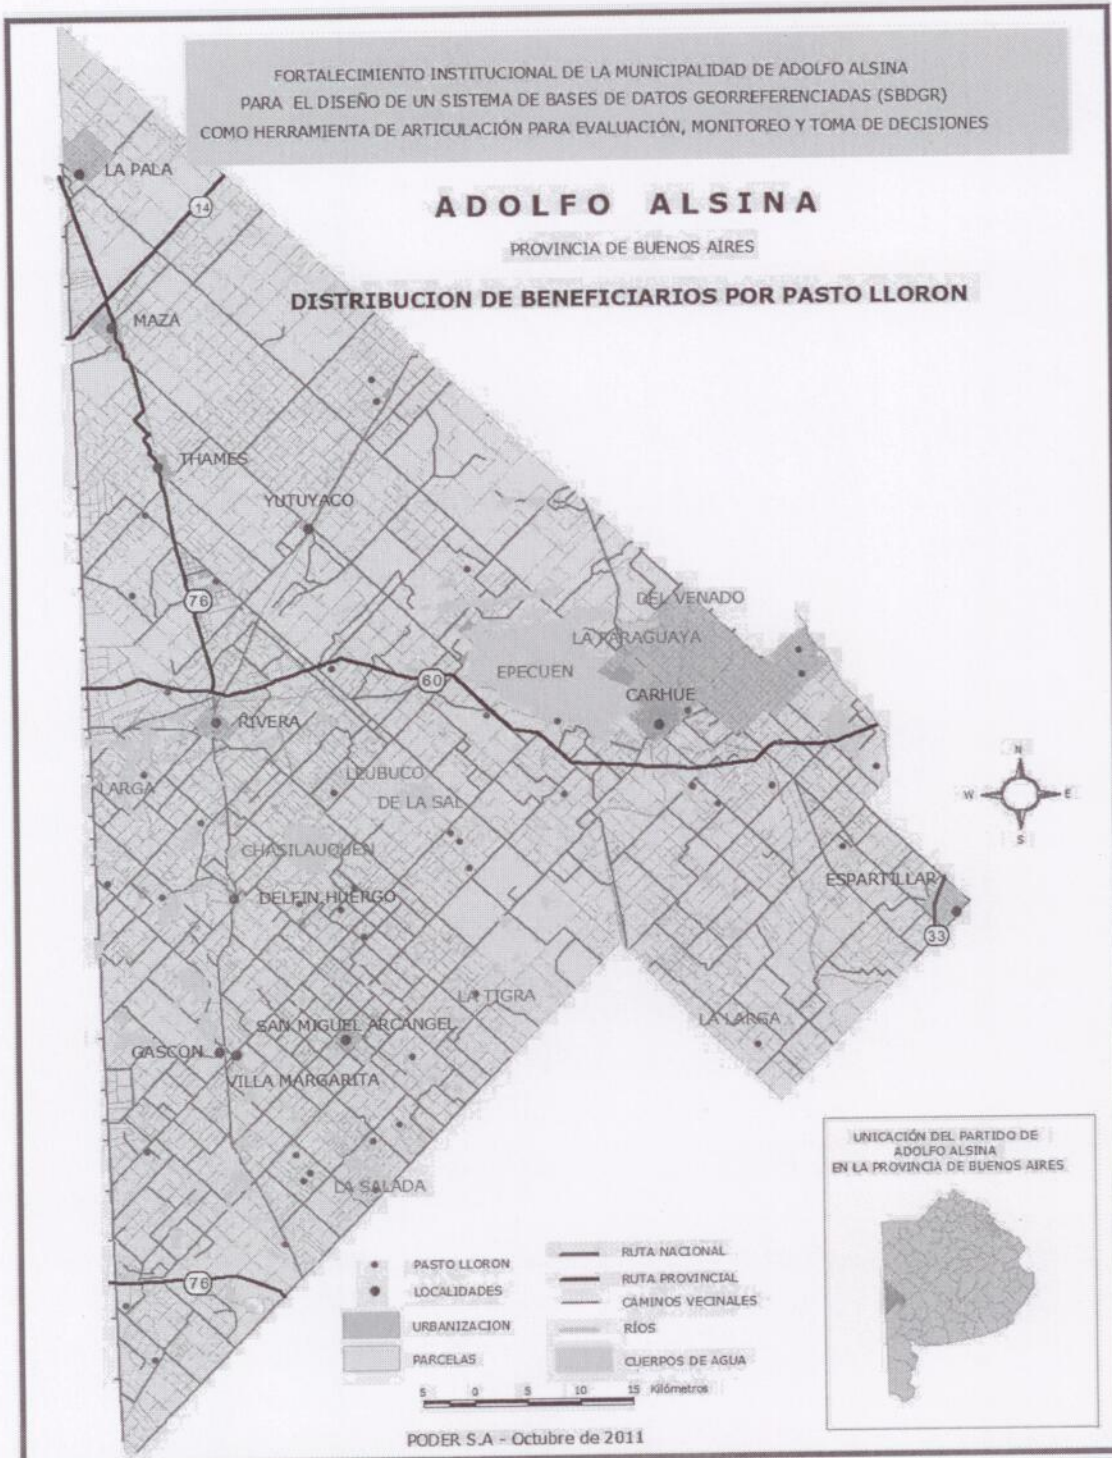 FORTALECIMIENTO INSTITUCIONAL DE LA MUNICIPALIDAD DE ADOLFO ALSINA
PARA EL DISEÑO DE UN SISTEMA DE BASES DE DATOS GEORREFERENCIADAS (SBDGR)
COMO HERRAMIENTA DE ARTICULACIÓN PARA EVALUACIÓN, MONITOREO Y TOMA DE DECISIONES
ADOLFO ALSINA
PROVINCIA DE BUENOS AIRES
DISTRIBUCION DE BENEFICIARIOS POR PASTO LLORON
LA PALA
14
MAZA
THAMES
YUTUYACO
76
DEL VENADO
LA PARAGUAYA
EPECUEN
60
CARHUE
RIVERA
LEUBUCO
LARGA
DE LA SAL
N
W
E
S
CHASILAUQUEN
DELFIN HUERGO
ESPARTILLAR
33
LA TIGRA
LA LARGA
SAN MIGUEL ARCANGEL
GASCON
VILLA MARGARITA
LA SALADA
76
PASTO LLORON
LOCALIDADES
URBANIZACION
PARCELAS
RUTA NACIONAL
RUTA PROVINCIAL
CAMINOS VECINALES
RÍOS
CUERPOS DE AGUA
5 0 5 10 15 Kilómetros
PODER S.A - Octubre de 2011
UNICACIÓN DEL PARTIDO DE
ADOLFO ALSINA
EN LA PROVINCIA DE BUENOS AIRES